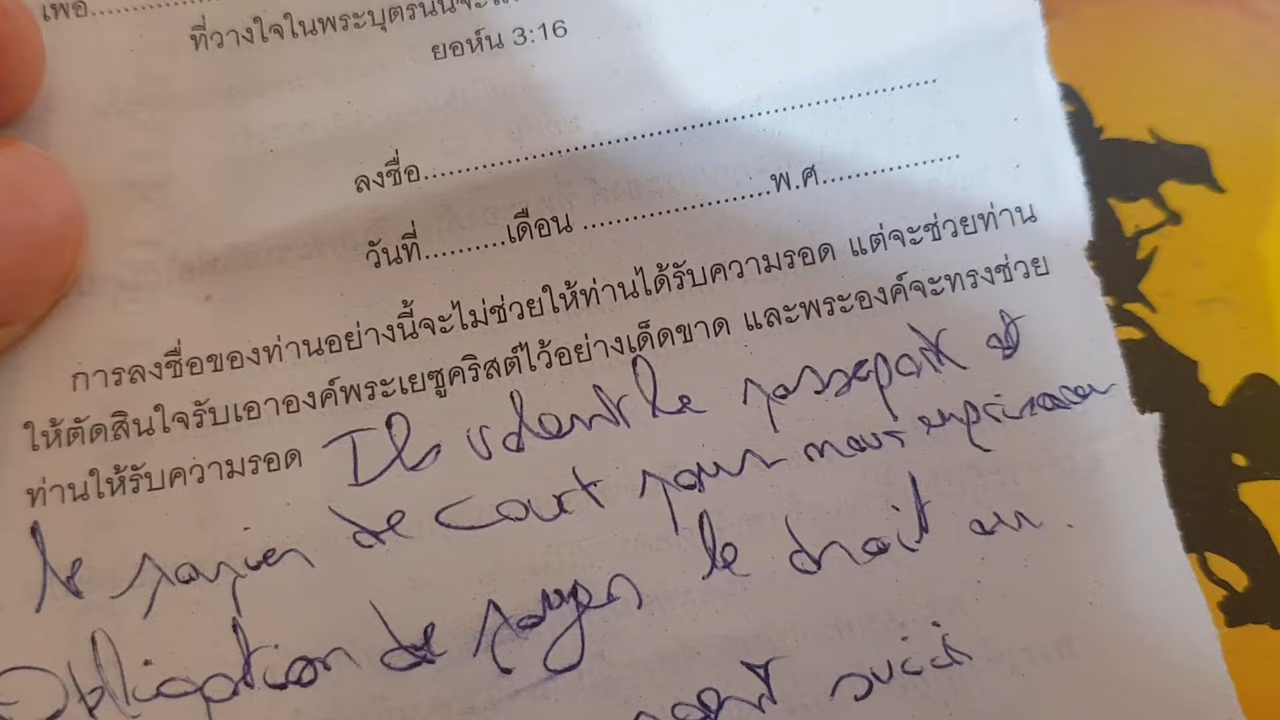 เพื่อ..............................
ที่วางใจในพระบุตรนั้นจะ
ยอห์น 3:16
ลงชื่อ............................................................
วันที่.........เดือน .....................พ.ศ...............
การลงชื่อของท่านอย่างนี้จะไม่ช่วยให้ท่านได้รับความรอด แต่จะช่วยท่าน
ให้ตัดสินใจรับเอาองค์พระเยซูคริสต์ไว้อย่างเด็ดขาด และพระองค์จะทรงช่วย
ท่านให้รับความรอด Ils le passeport et
le papier de court pour nous emprisonner
Obligation de payer le droit au